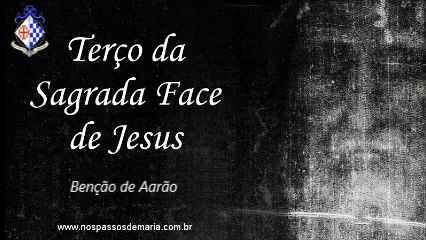 Terço da
Sagrada Face
de Jesus
Benção de Aarão
www.nospassosdemaria.com.br